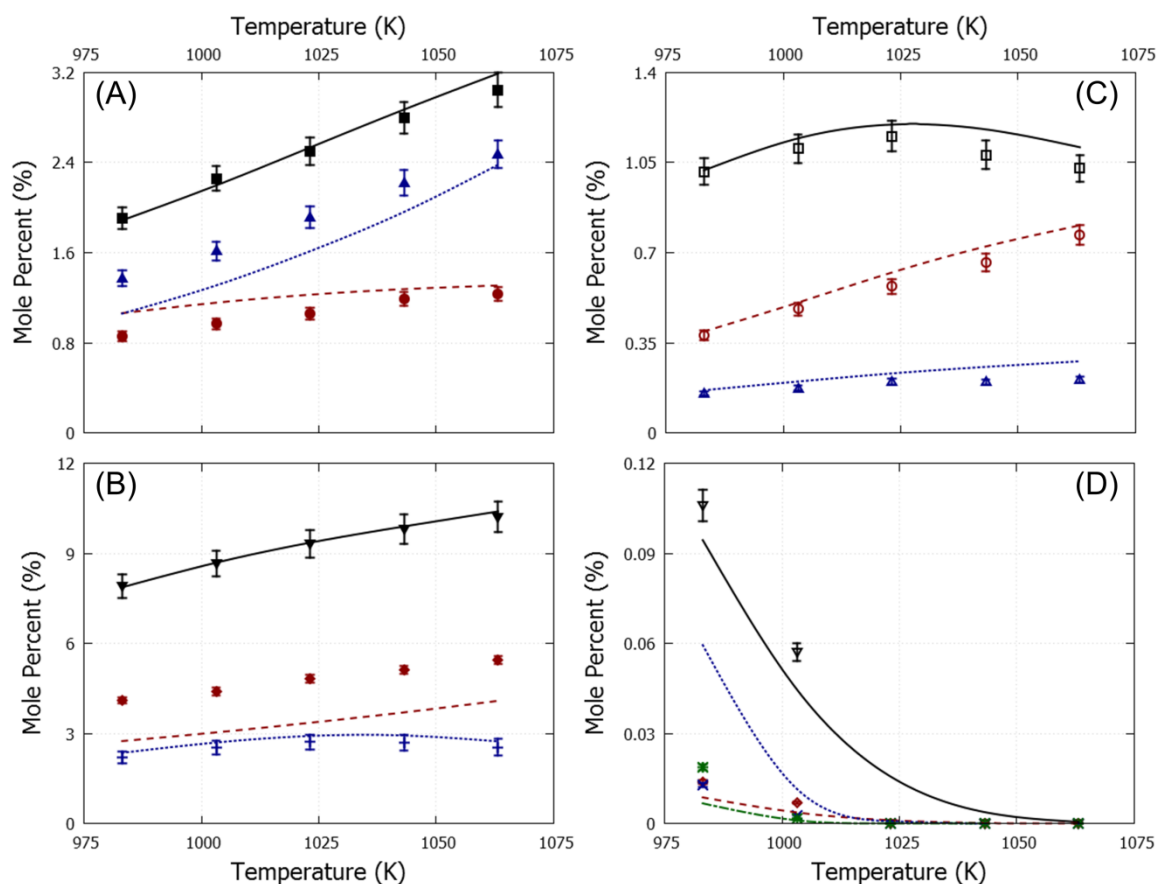 Temperature (K)
975 1000 1025 1050 1075
(A)
Mole Percent (%)
3.2
2.4
1.6
0.8
0
Temperature (K)
975 1000 1025 1050 1075
(C)
Mole Percent (%)
1.4
1.05
0.7
0.35
0
(B)
Mole Percent (%)
12
9
6
3
0
975 1000 1025 1050 1075
Temperature (K)
(D)
Mole Percent (%)
0.12
0.09
0.06
0.03
0
975 1000 1025 1050 1075
Temperature (K)